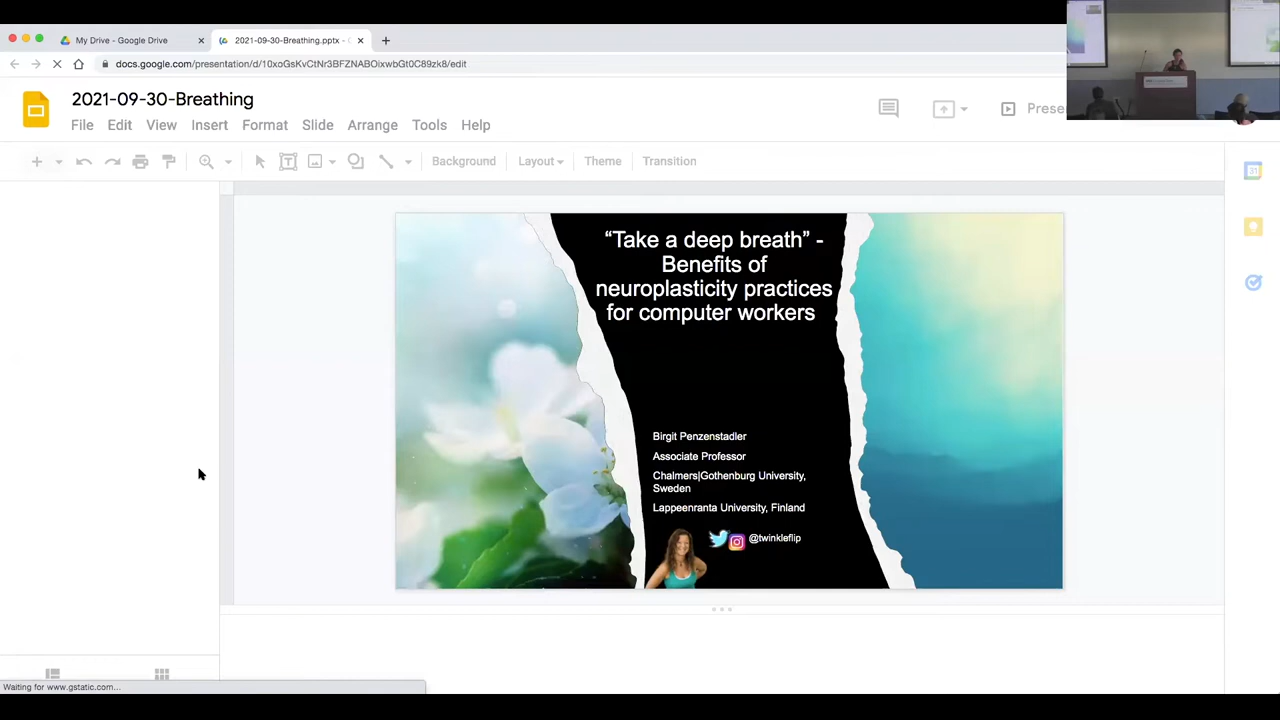 My Drive - Google Drive
2021-09-30-Breathing.pptx -
docs.google.com/presentation/d/10xoGsKvCtNr3BFZNABOixwbGt0C89zk8/edit
2021-09-30-Breathing
File Edit View Insert Format Slide Arrange Tools Help
Prese
Background Layout Theme Transition
31
“Take a deep breath” -
Benefits of
neuroplasticity practices
for computer workers
Birgit Penzenstadler
Associate Professor
Chalmers|Gothenburg University,
Sweden
Lappeenranta University, Finland
@twinkleflip
Waiting for www.gstatic.com...